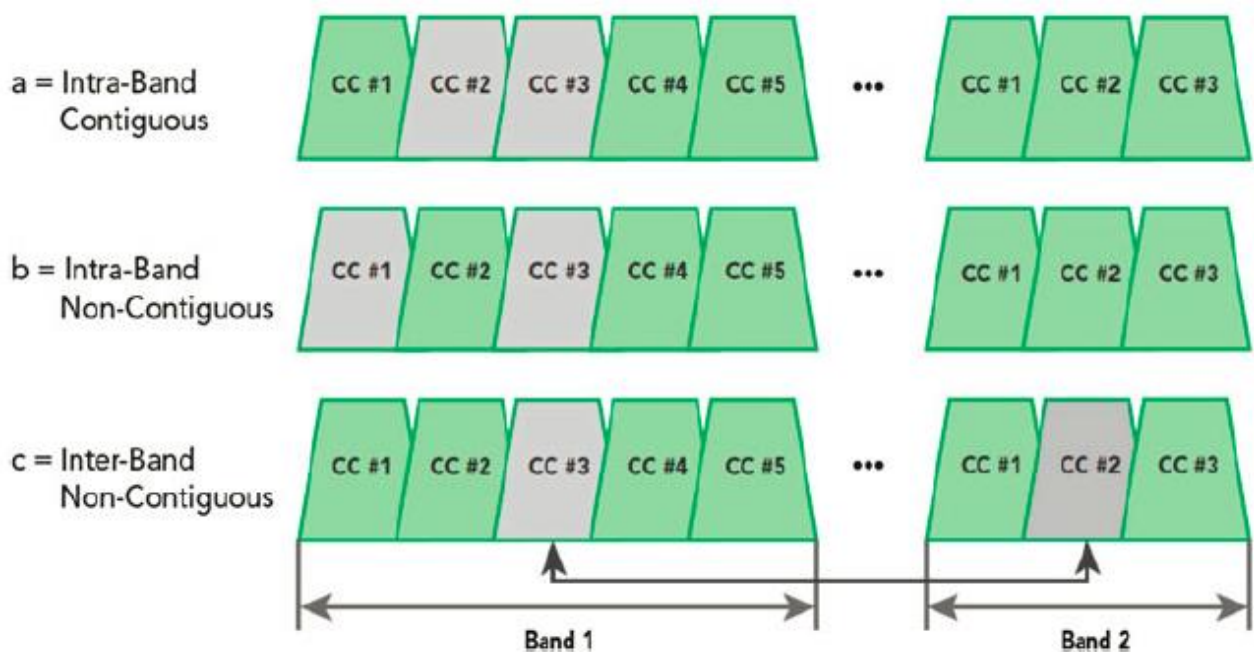 a = Intra-Band
Contiguous
CC #1 CC #2 CC #3 CC #4 CC #5 ••• CC #1 CC #2 CC #3
b = Intra-Band
Non-Contiguous
CC #1 CC #2 CC #3 CC #4 CC #5 ••• CC #1 CC #2 CC #3
c = Inter-Band
Non-Contiguous
CC #1 CC #2 CC #3 CC #4 CC #5 ••• CC #1 CC #2 CC #3
Band 1 Band 2